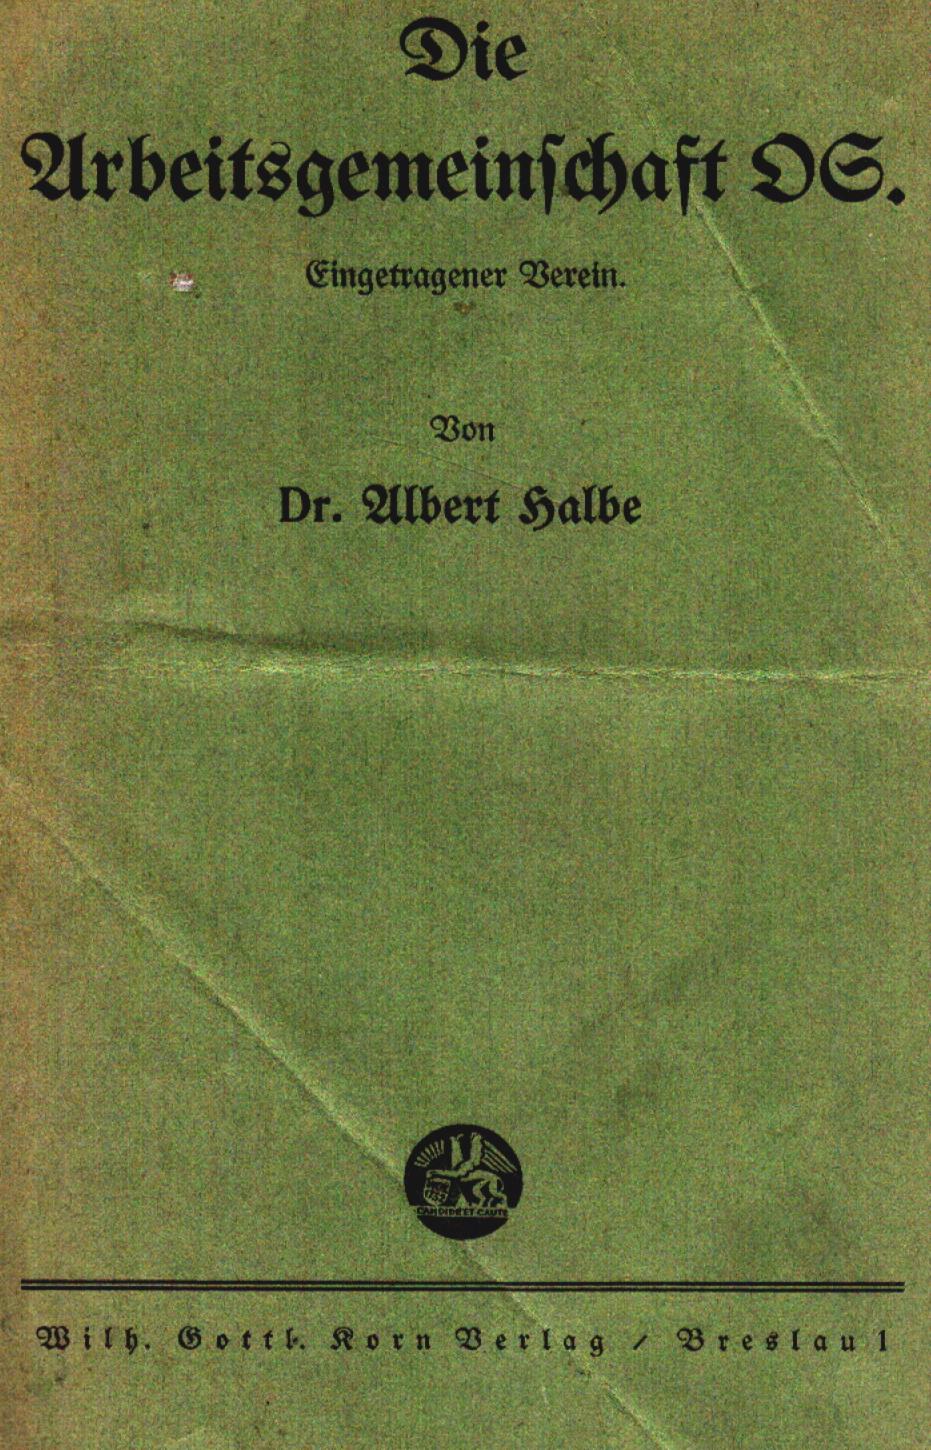 Die
Arbeitsgemeinſchaft OS.
Eingetragener Verein.
Von
Dr. Albert Halbe
CANDIDE ET CAUTE
Wilh. Gottl. Korn Verlag / Breslau 1